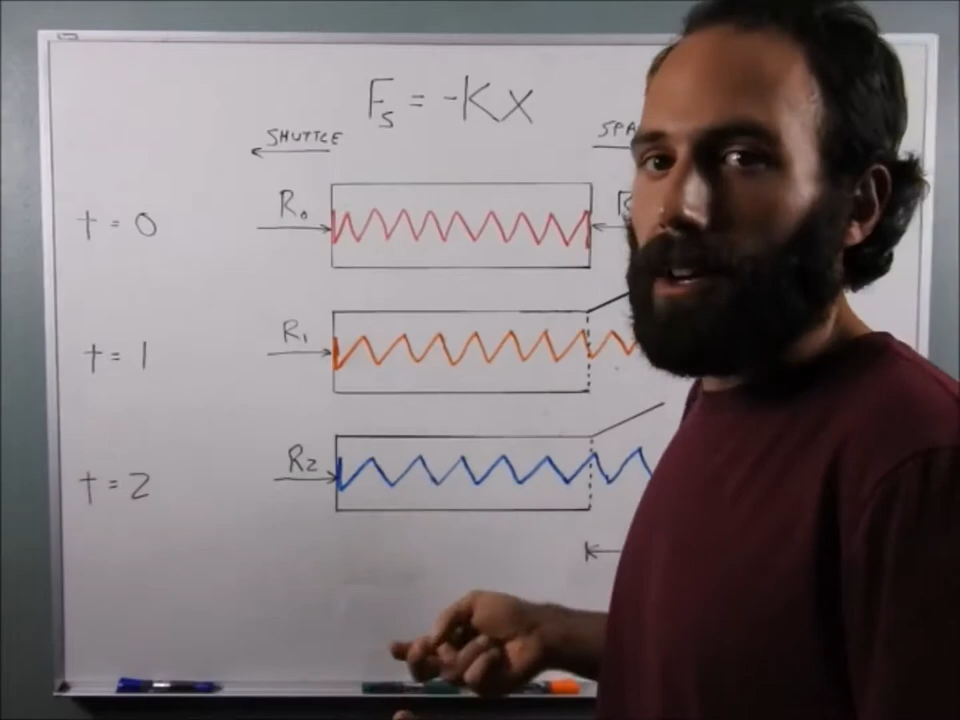 Fs = -Kx
SHUTTLE
t = 0
R₀
t = 1
R₁
t = 2
R2